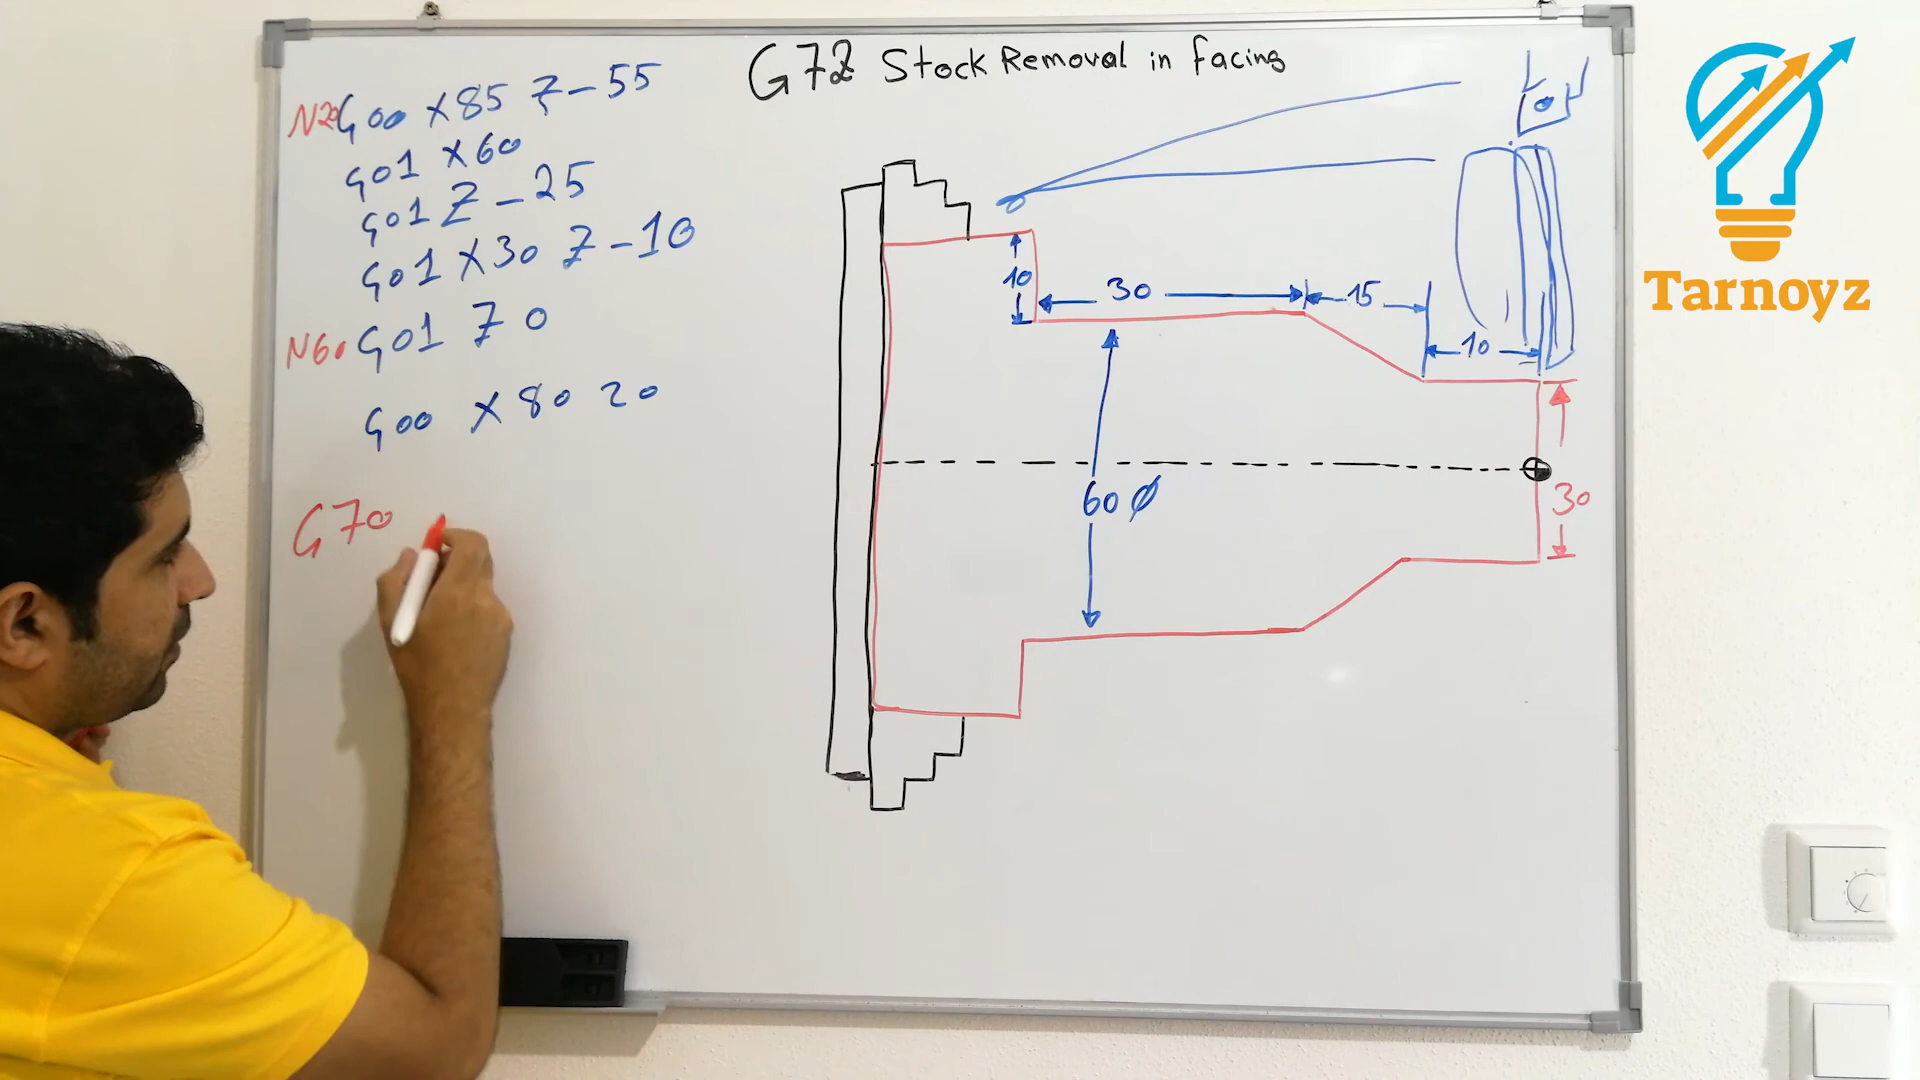 G72 Stock Removal in facing
N20 G00 X85 Z-55
G01 X60
G01 Z-25
G01 X30 Z-10
N60 G01 Z0
G00 X80 Z0
G70
10
30
15
10
60 Ø
30
Tarnoyz